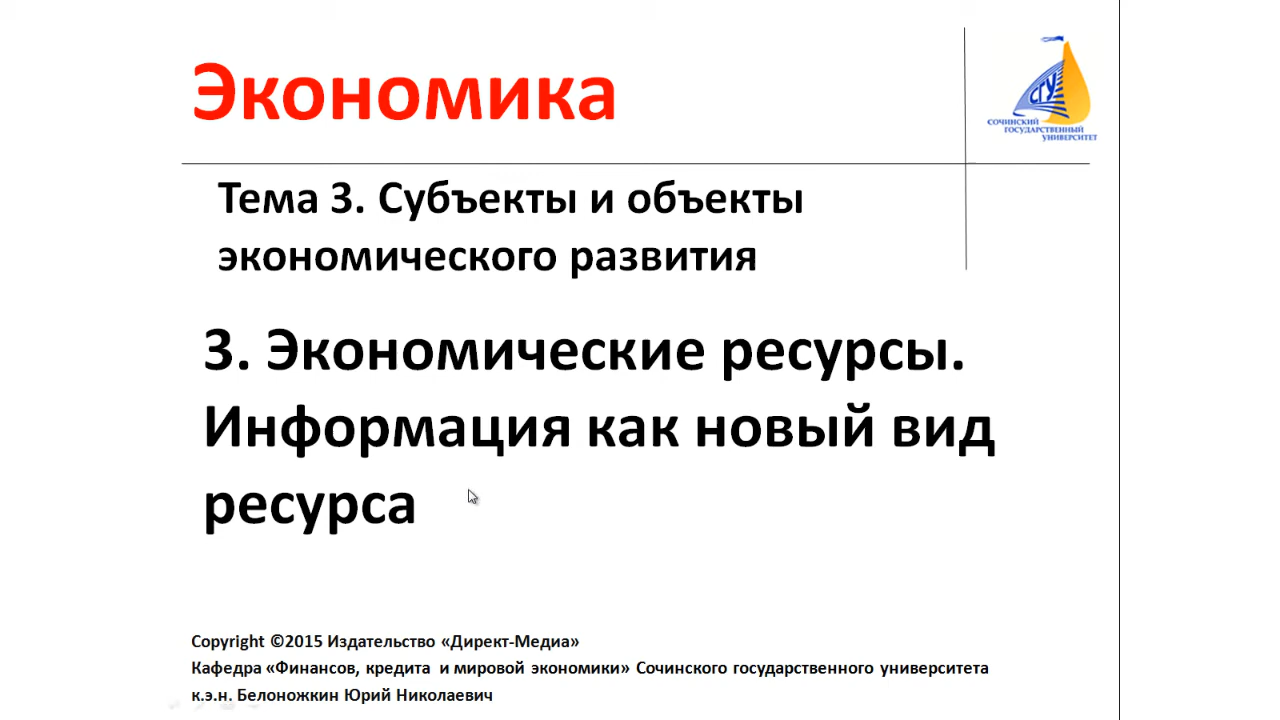 Экономика
СГУ
СОЧИНСКИЙ
ГОСУДАРСТВЕННЫЙ
УНИВЕРСИТЕТ
Тема 3. Субъекты и объекты
экономического развития
3. Экономические ресурсы.
Информация как новый вид
ресурса
Copyright ©2015 Издательство «Директ-Медиа»
Кафедра «Финансов, кредита и мировой экономики» Сочинского государственного университета
к.э.н. Белоножкин Юрий Николаевич